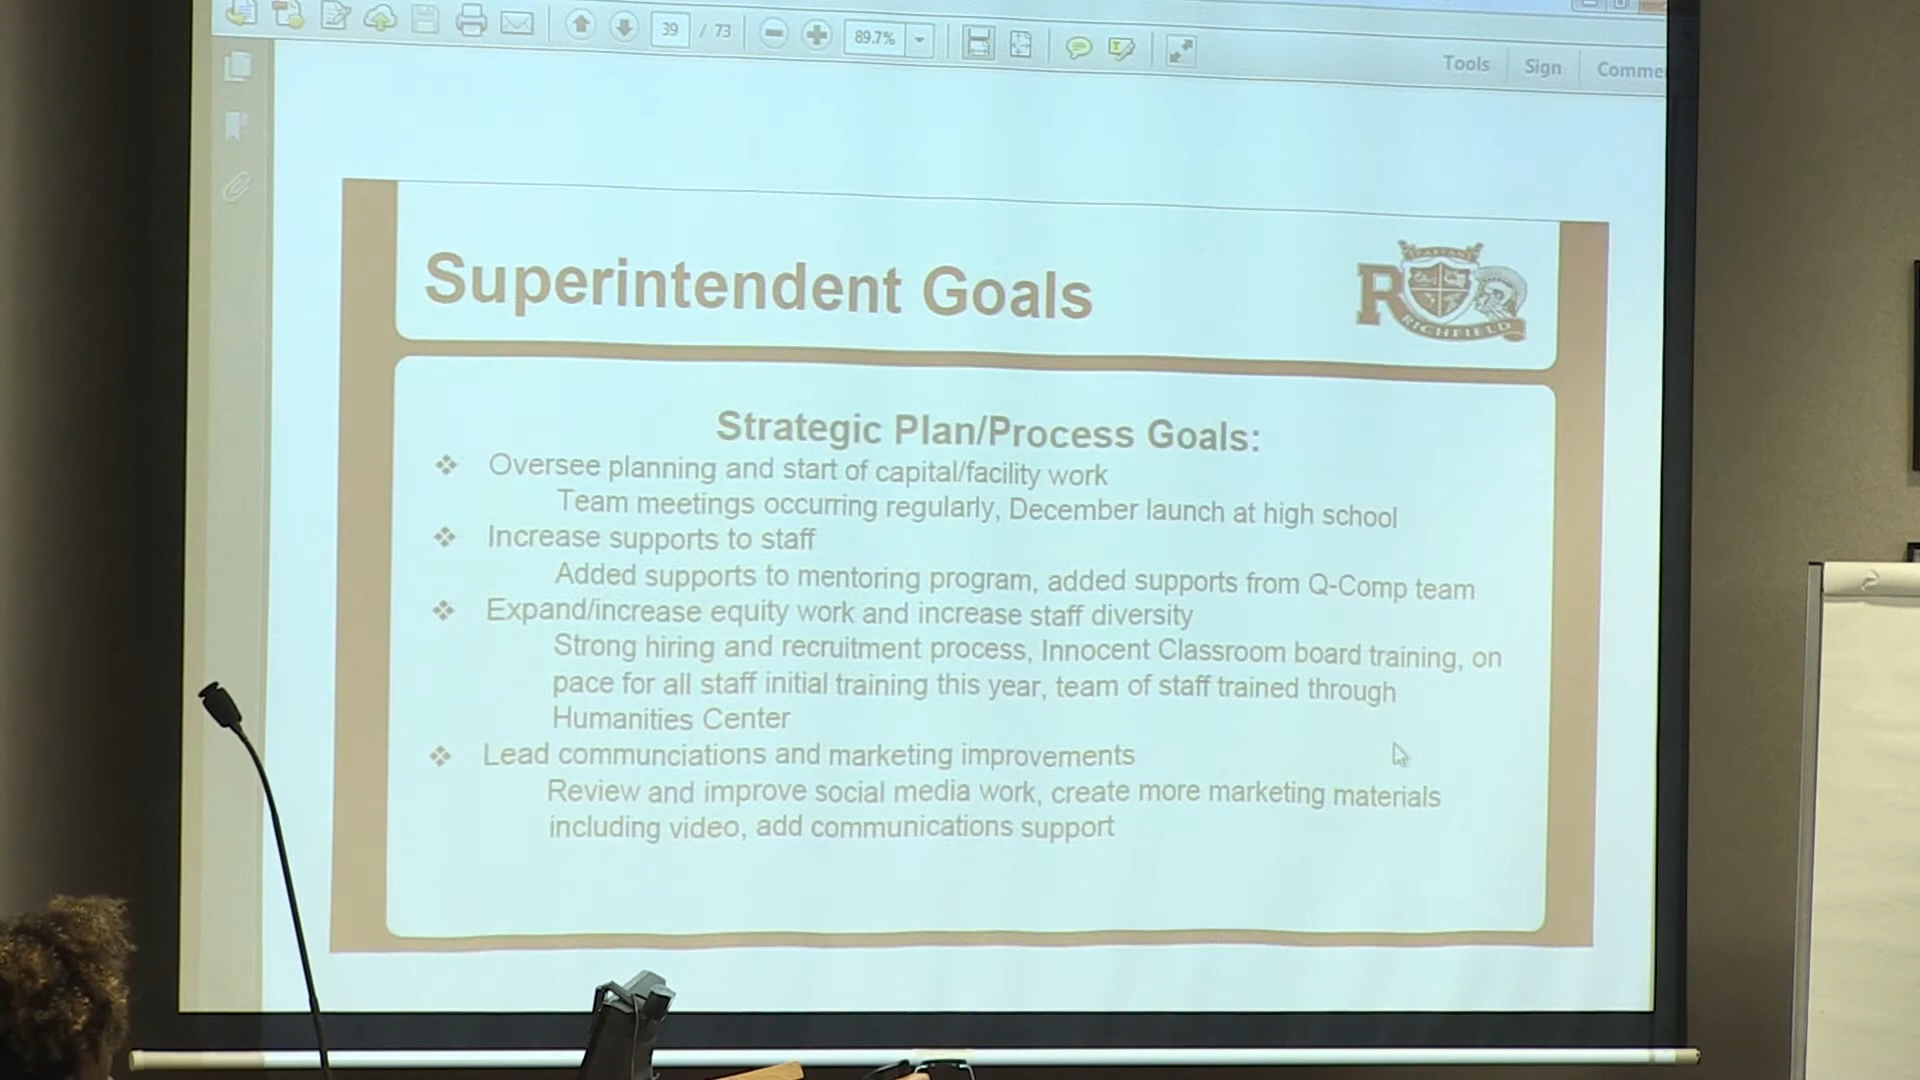 39 / 73
89.7%
Tools
Sign
Comme
Superintendent Goals
SPARTANS
R
RICHFIELD
Strategic Plan/Process Goals:
❖ Oversee planning and start of capital/facility work
Team meetings occurring regularly, December launch at high school
❖ Increase supports to staff
Added supports to mentoring program, added supports from Q-Comp team
❖ Expand/increase equity work and increase staff diversity
Strong hiring and recruitment process, Innocent Classroom board training, on
pace for all staff initial training this year, team of staff trained through
Humanities Center
❖ Lead communciations and marketing improvements
Review and improve social media work, create more marketing materials
including video, add communications support